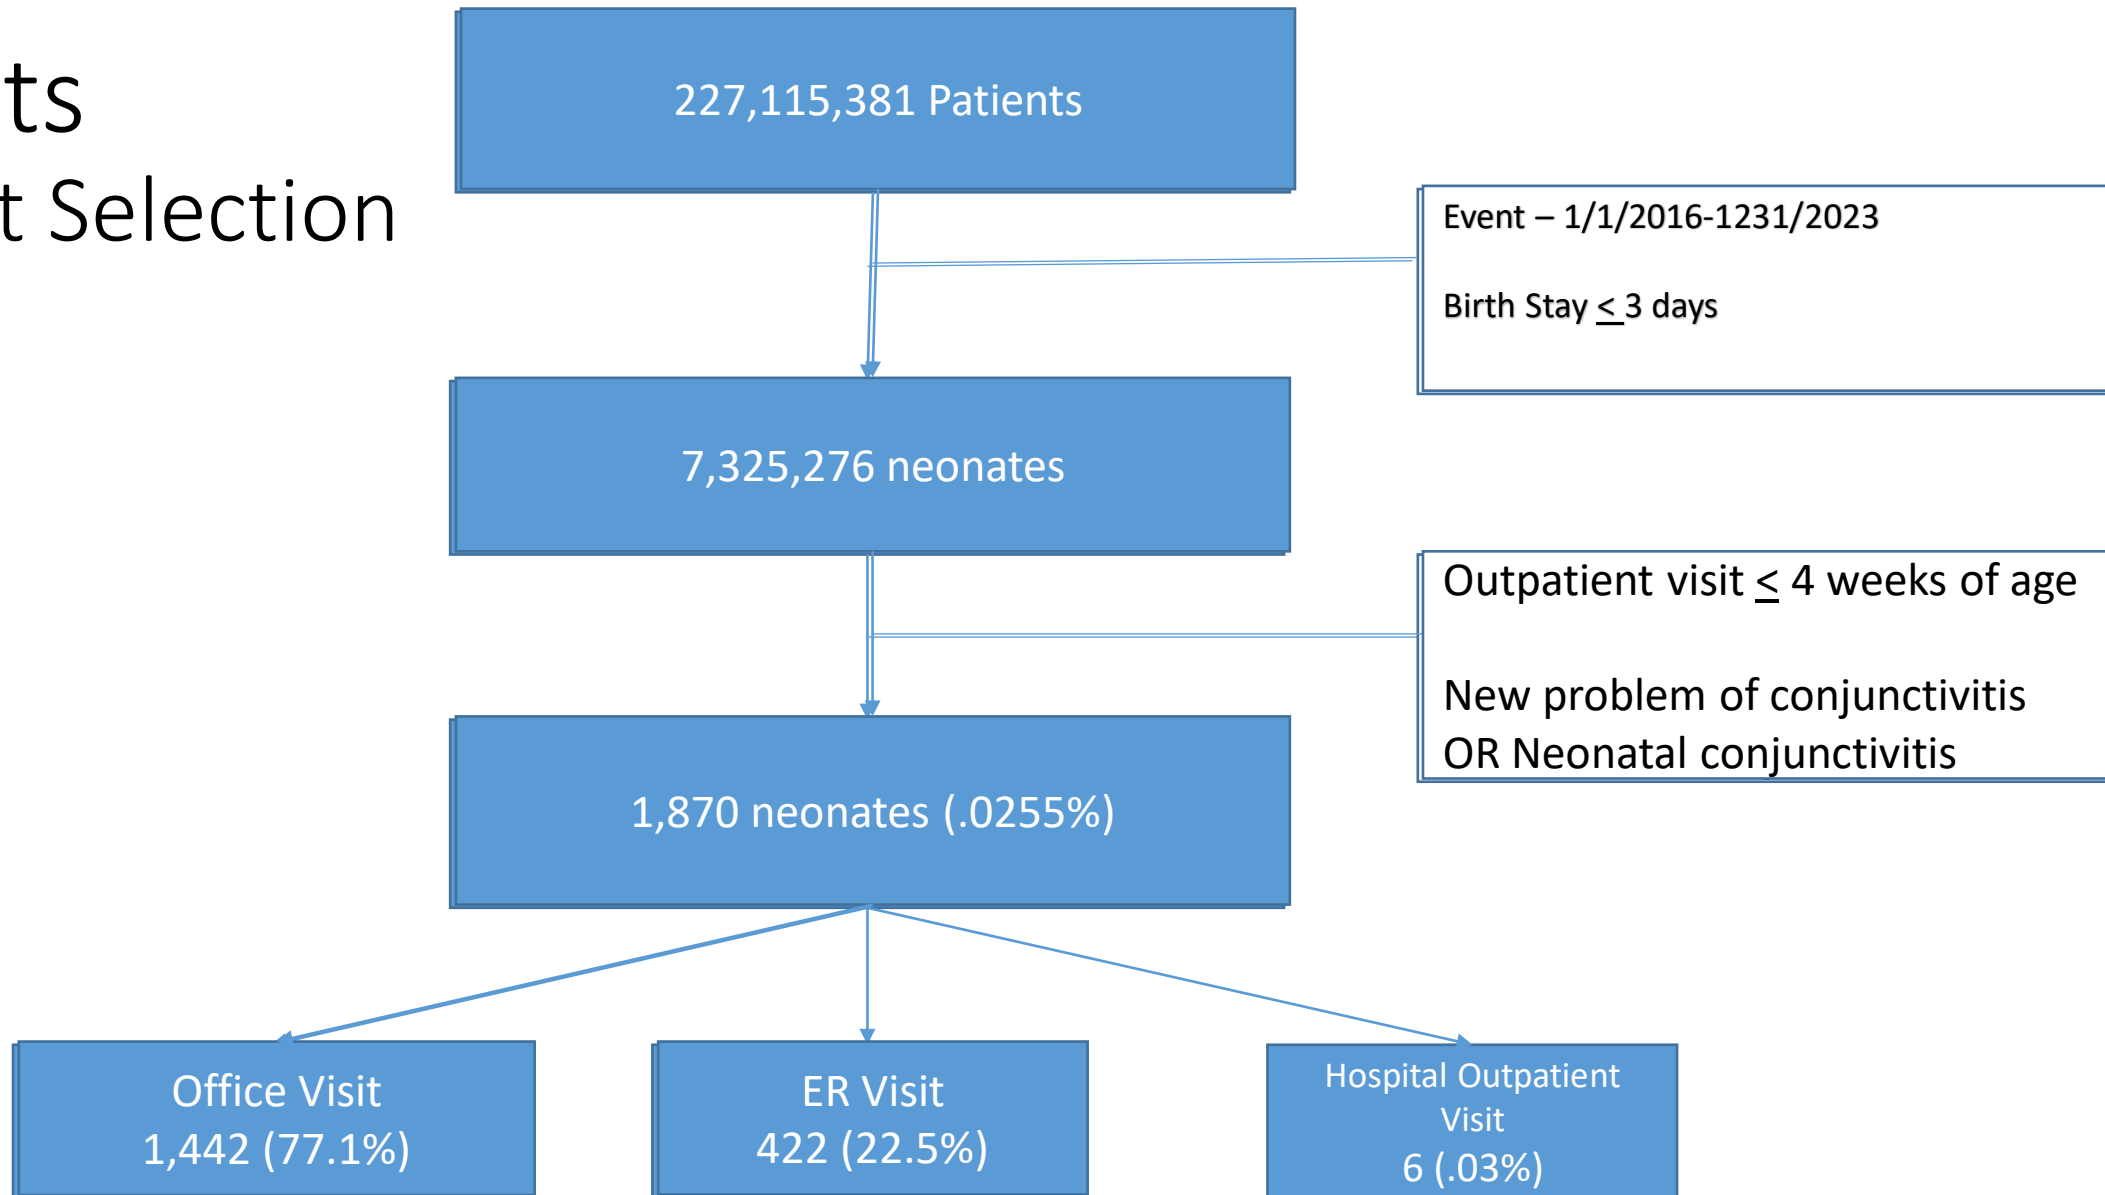 ts
t Selection
227,115,381 Patients
Event – 1/1/2016-1231/2023
Birth Stay < 3 days
7,325,276 neonates
Outpatient visit < 4 weeks of age
New problem of conjunctivitis
OR Neonatal conjunctivitis
1,870 neonates (.0255%)
Office Visit
1,442 (77.1%)
ER Visit
422 (22.5%)
Hospital Outpatient
Visit
6 (.03%)